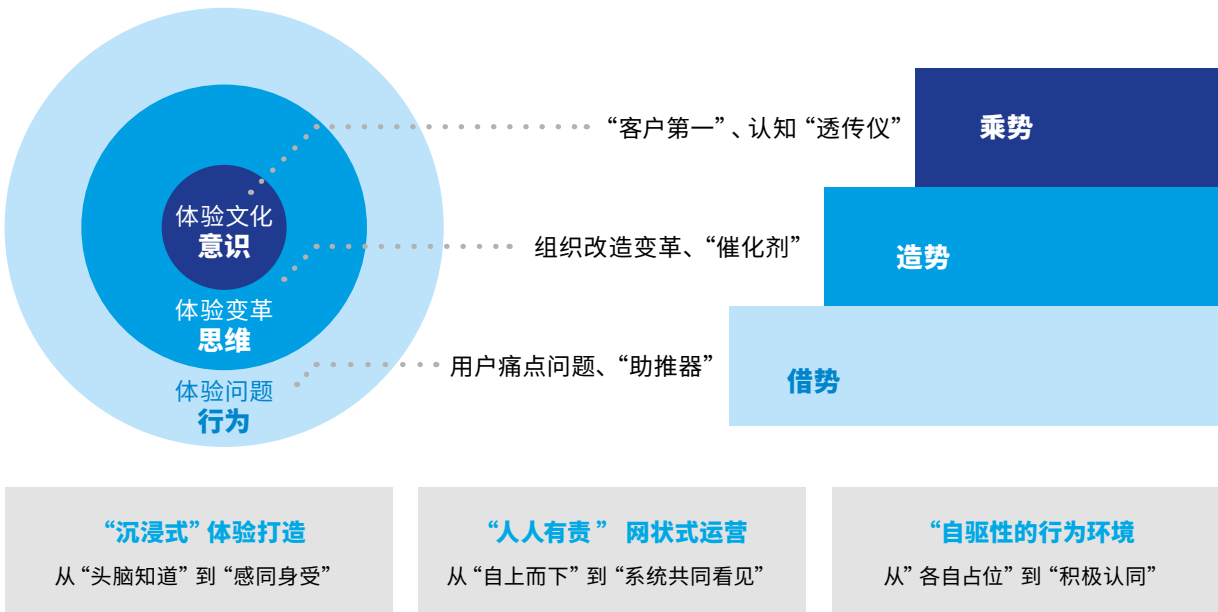 “客户第一”、认知“透传仪”
乘势
体验文化
意识
组织改造变革、“催化剂”
造势
体验变革
思维
用户痛点问题、“助推器”
借势
体验问题
行为
“沉浸式”体验打造
从“头脑知道”到“感同身受”
“人人有责 ” 网状式运营
从“自上而下”到“系统共同看见”
“自驱性的行为环境
从” 各自占位”到“积极认同”